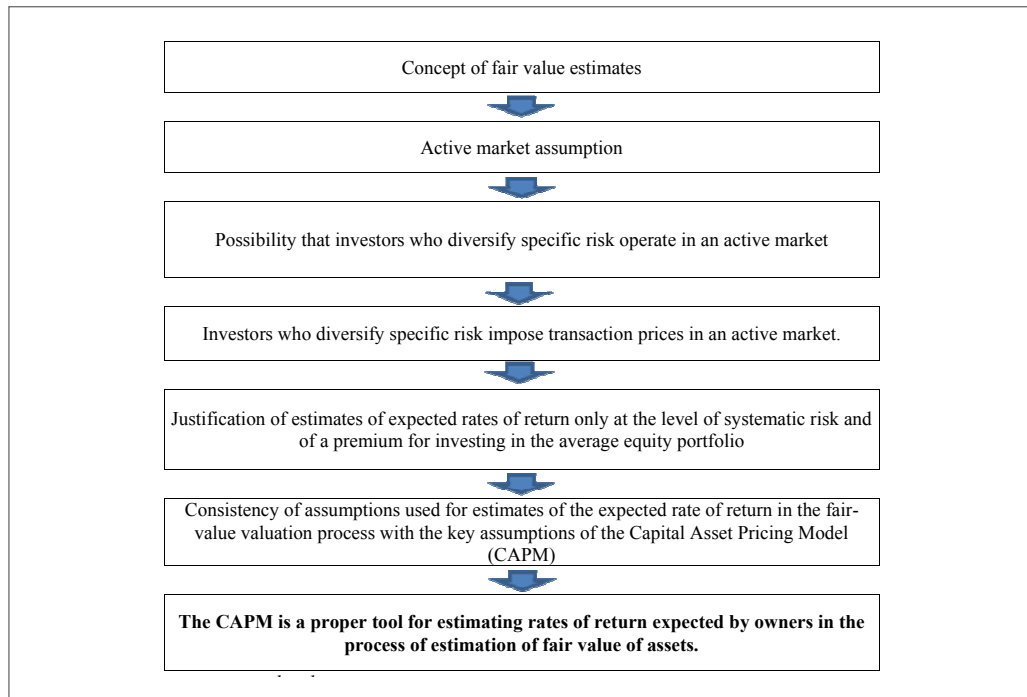 Concept of fair value estimates
Active market assumption
Possibility that investors who diversify specific risk operate in an active market
Investors who diversify specific risk impose transaction prices in an active market.
Justification of estimates of expected rates of return only at the level of systematic risk and
of a premium for investing in the average equity portfolio
Consistency of assumptions used for estimates of the expected rate of return in the fair-
value valuation process with the key assumptions of the Capital Asset Pricing Model
(CAPM)
The CAPM is a proper tool for estimating rates of return expected by owners in the
process of estimation of fair value of assets.